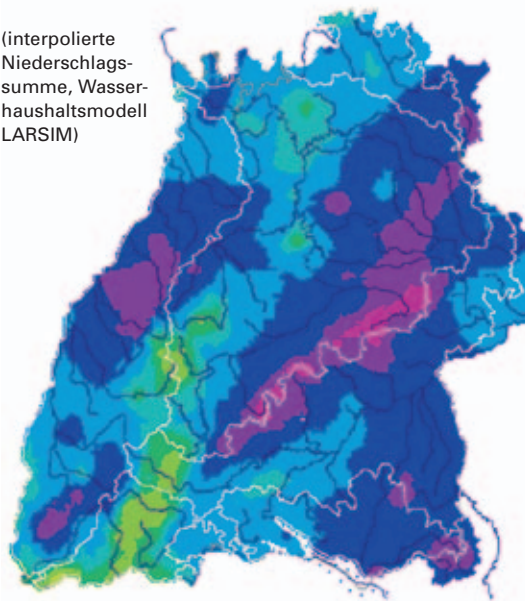 (interpolierte
Niederschlags-
summe, Wasser-
haushaltsmodell
LARSIM)